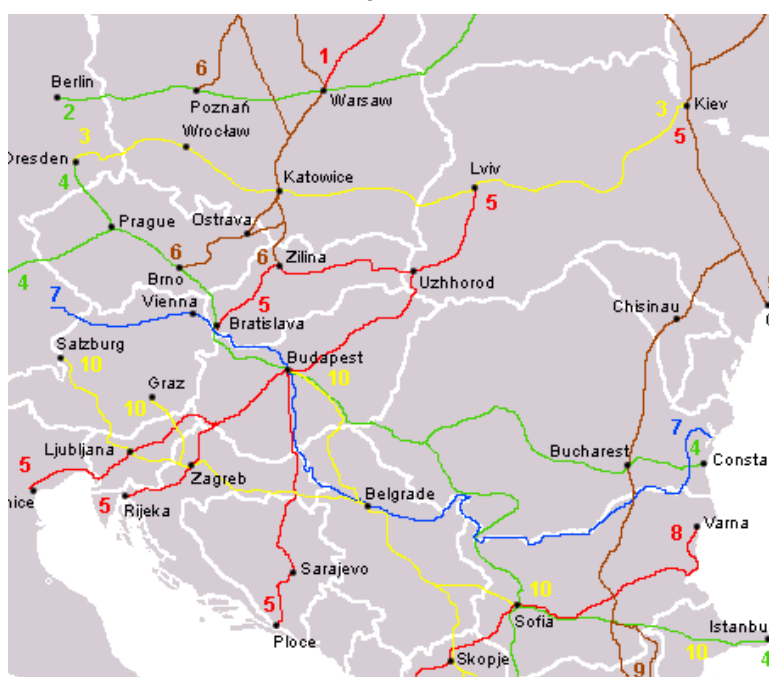 6
1
Berlin
2
Poznań
Warsaw
3
Kiev
3
Wrocław
5
Dresden
Lviv
4
Katowice
5
Prague
Ostrava
6
6
Zilina
4
Brno
Uzhhorod
7
Vienna
5
Chisinau
Bratislava
Salzburg
10
Budapest
10
Graz
10
7
Ljubljana
Bucharest
4
Consta
5
Zagreb
nice
5
Rijeka
Belgrade
8
Varna
Sarajevo
10
5
Sofia
Ploce
Istanbu
10
4
Skopje
9